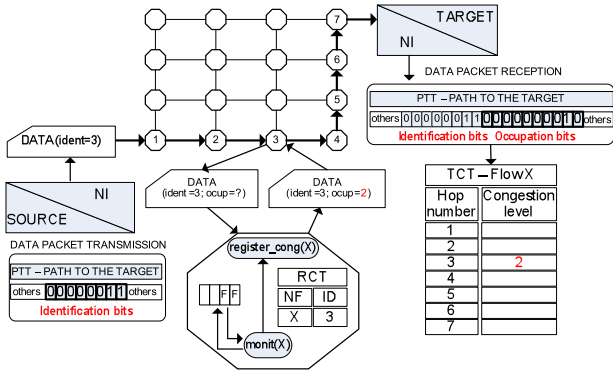 7
TARGET
NI
6
DATA PACKET RECEPTION
5
PTT – PATH TO THE TARGET
others 0 0 0 0 0 0 1 1 0 0 0 0 0 0 0 0 1 0 others
Identification bits Occupation bits
DATA(ident=3)
1 2 3 4
TCT – FlowX
Hop number
Congestion level
1
2
3 2
4
5
6
7
DATA
(ident =3; ocup=?)
DATA
(ident =3; ocup=2)
NI
SOURCE
DATA PACKET TRANSMISSION
PTT – PATH TO THE TARGET
others 0 0 0 0 0 0 1 1 others
Identification bits
register_cong(X)
F F
RCT
NF ID
X 3
monit(X)